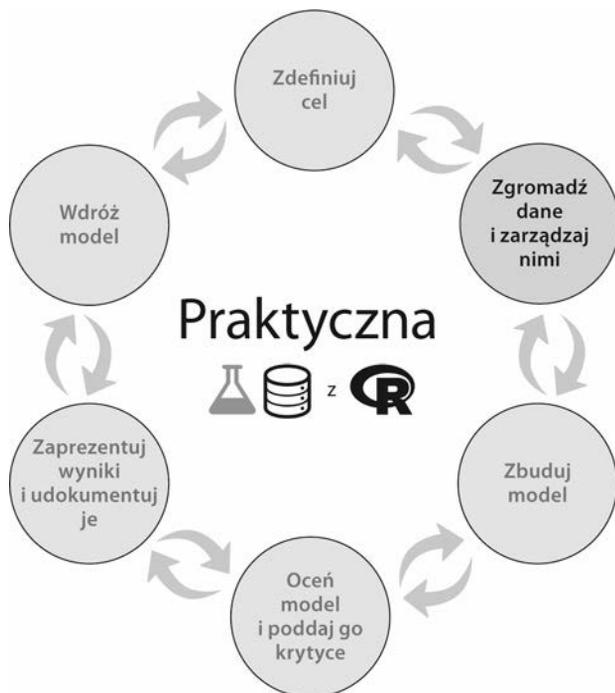 Zdefiniuj
cel
Zgromadź
dane
i zarządzaj
nimi
Wdróż
model
Praktyczna
z R
Zaprezentuj
wyniki
i udokumentuj
je
Zbuduj
model
Oceń
model
i poddaj go
krytyce